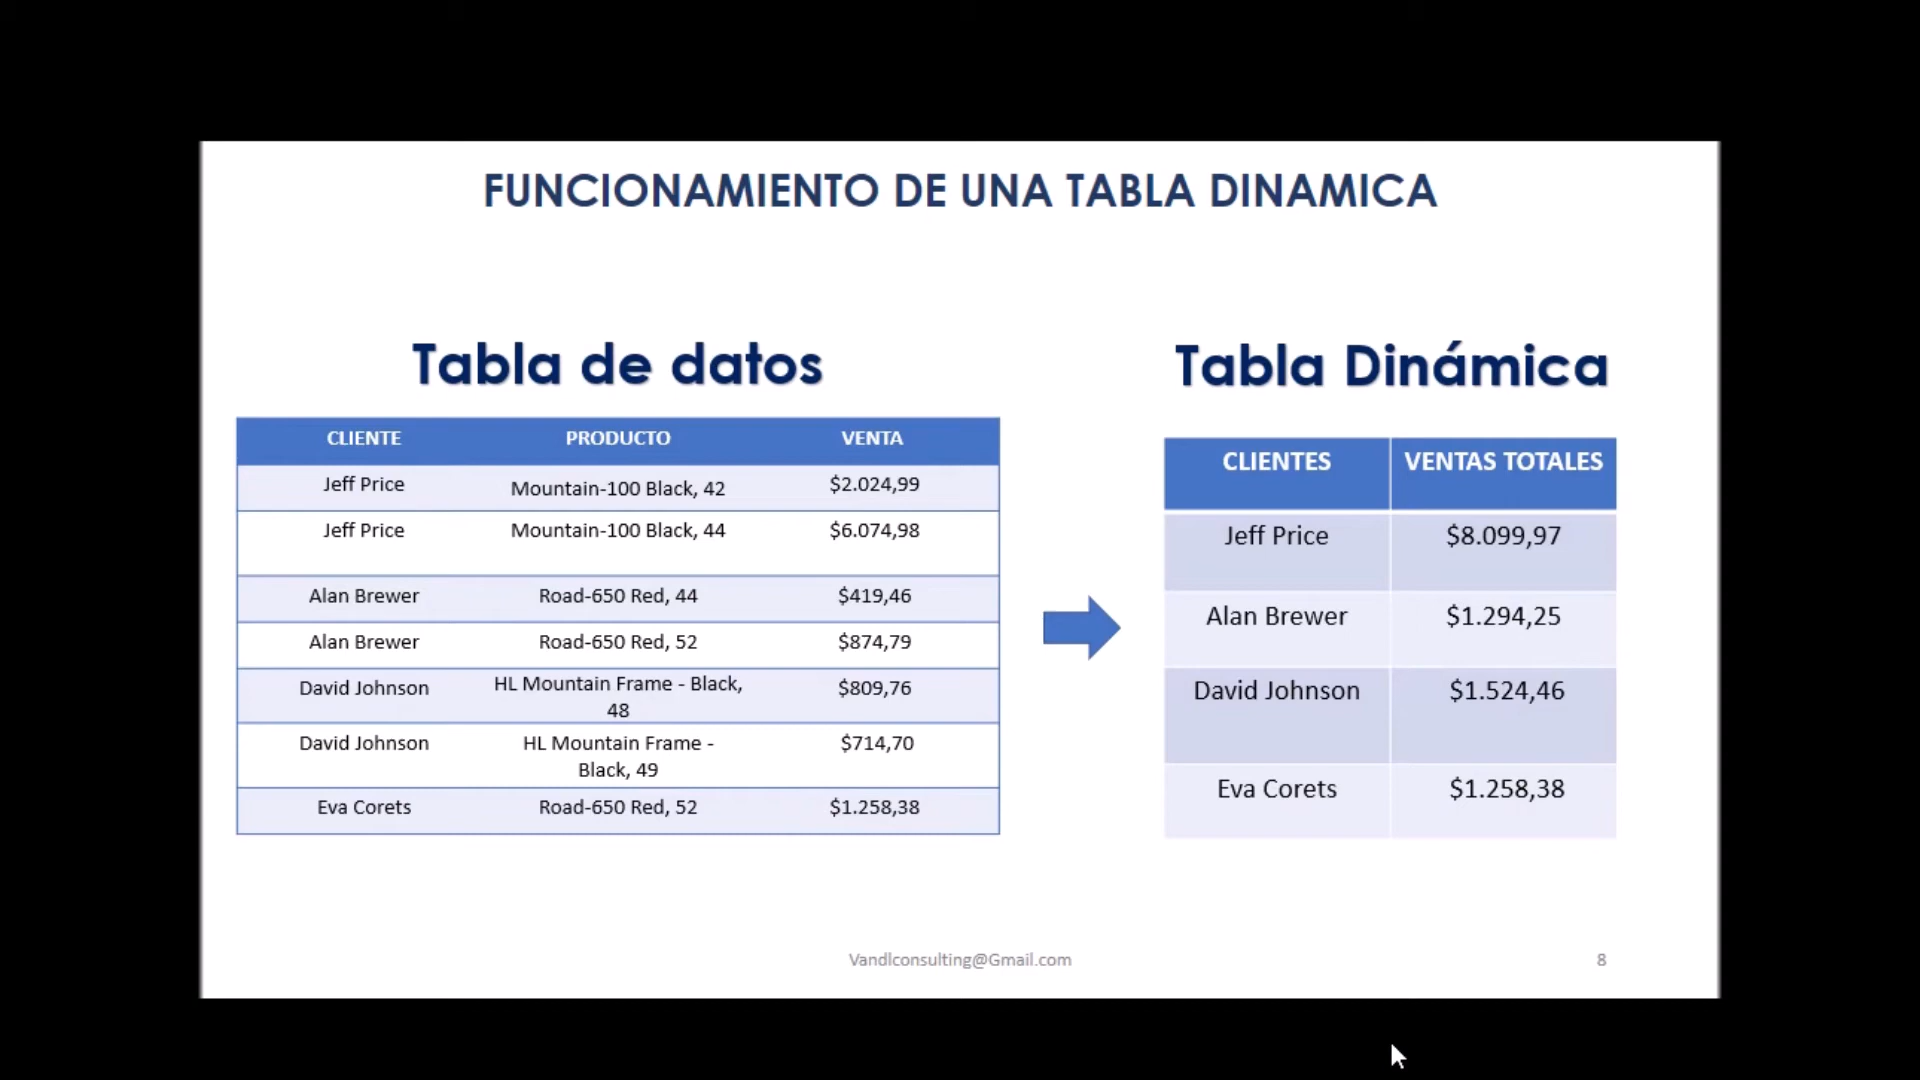 FUNCIONAMIENTO DE UNA TABLA DINAMICA
Tabla de datos
CLIENTE PRODUCTO VENTA
Jeff Price Mountain-100 Black, 42 $2.024,99
Jeff Price Mountain-100 Black, 44 $6.074,98
Alan Brewer Road-650 Red, 44 $419,46
Alan Brewer Road-650 Red, 52 $874,79
David Johnson HL Mountain Frame - Black, $809,76
48
David Johnson HL Mountain Frame - $714,70
Black, 49
Eva Corets Road-650 Red, 52 $1.258,38
Tabla Dinámica
CLIENTES VENTAS TOTALES
Jeff Price $8.099,97
Alan Brewer $1.294,25
David Johnson $1.524,46
Eva Corets $1.258,38
Vandlconsulting@Gmail.com
8